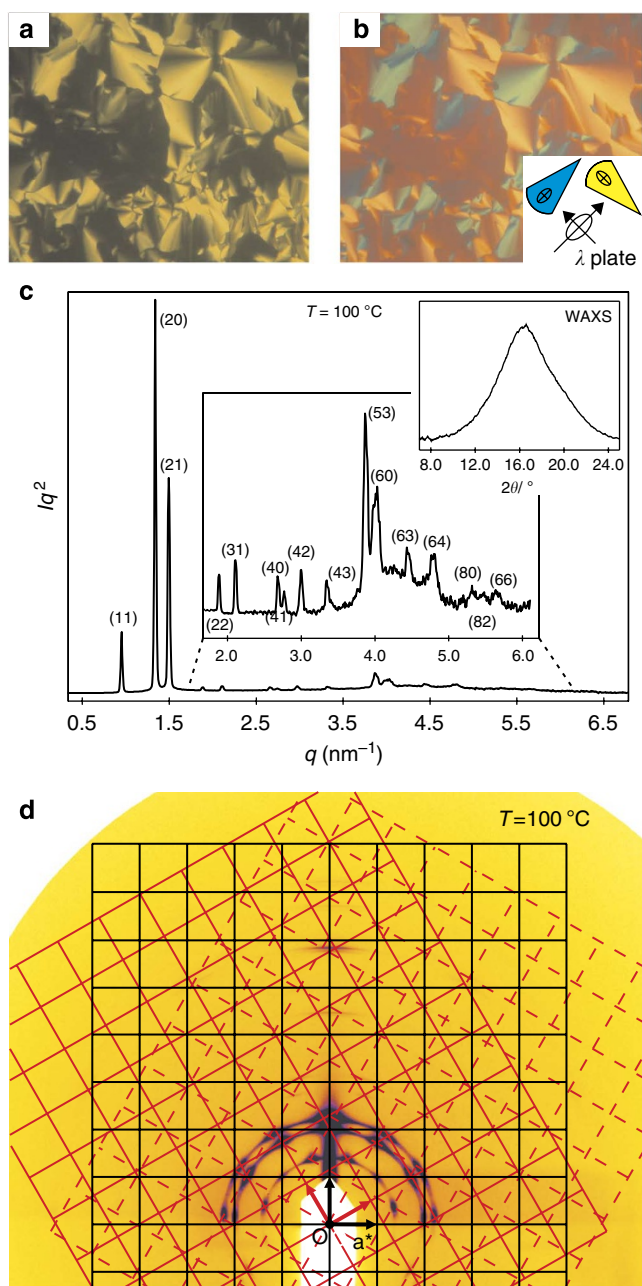 a
b
λ plate
c
T = 100 °C
WAXS
8.0 12.0 16.0 20.0 24.0
2θ/ °
(20)
(21)
(11)
(53)
(60)
(63)
(64)
(31)
(42)
(40)
(43)
(80)
(66)
(22)
(41)
(82)
2.0 3.0 4.0 5.0 6.0
Iq²
0.5 1.5 2.5 3.5 4.5 5.5 6.5
q (nm⁻¹)
d
T=100 °C
O
a*